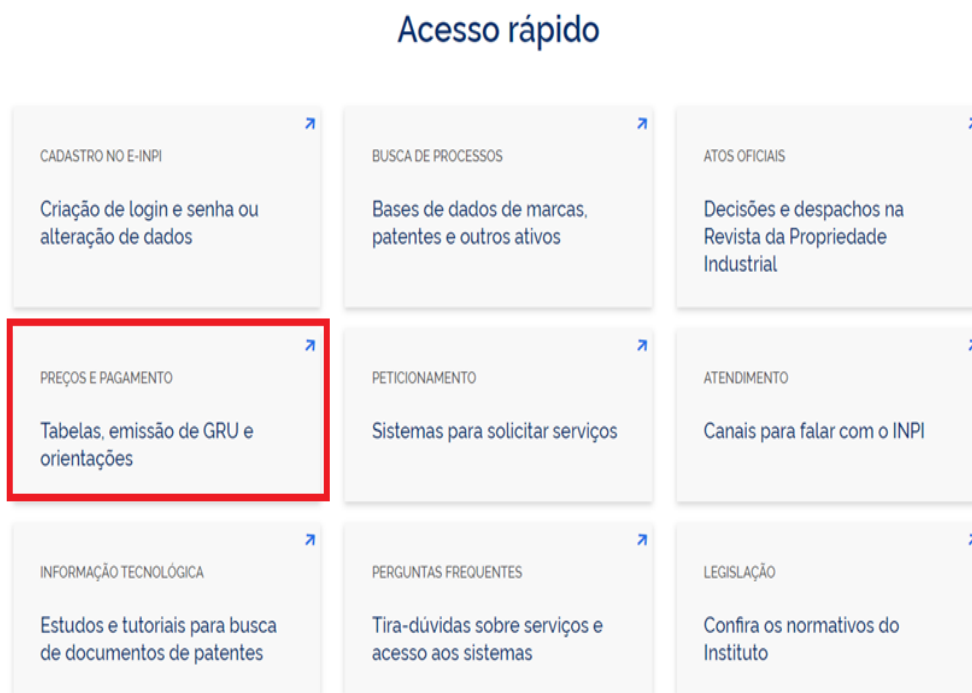 Acesso rápido
CADASTRO NO E-INPI
Criação de login e senha ou
alteração de dados
BUSCA DE PROCESSOS
Bases de dados de marcas,
patentes e outros ativos
ATOS OFICIAIS
Decisões e despachos na
Revista da Propriedade
Industrial
PREÇOS E PAGAMENTO
Tabelas, emissão de GRU e
orientações
PETICIONAMENTO
Sistemas para solicitar serviços
ATENDIMENTO
Canais para falar com o INPI
INFORMAÇÃO TECNOLÓGICA
Estudos e tutoriais para busca
de documentos de patentes
PERGUNTAS FREQUENTES
Tira-dúvidas sobre serviços e
acesso aos sistemas
LEGISLAÇÃO
Confira os normativos do
Instituto